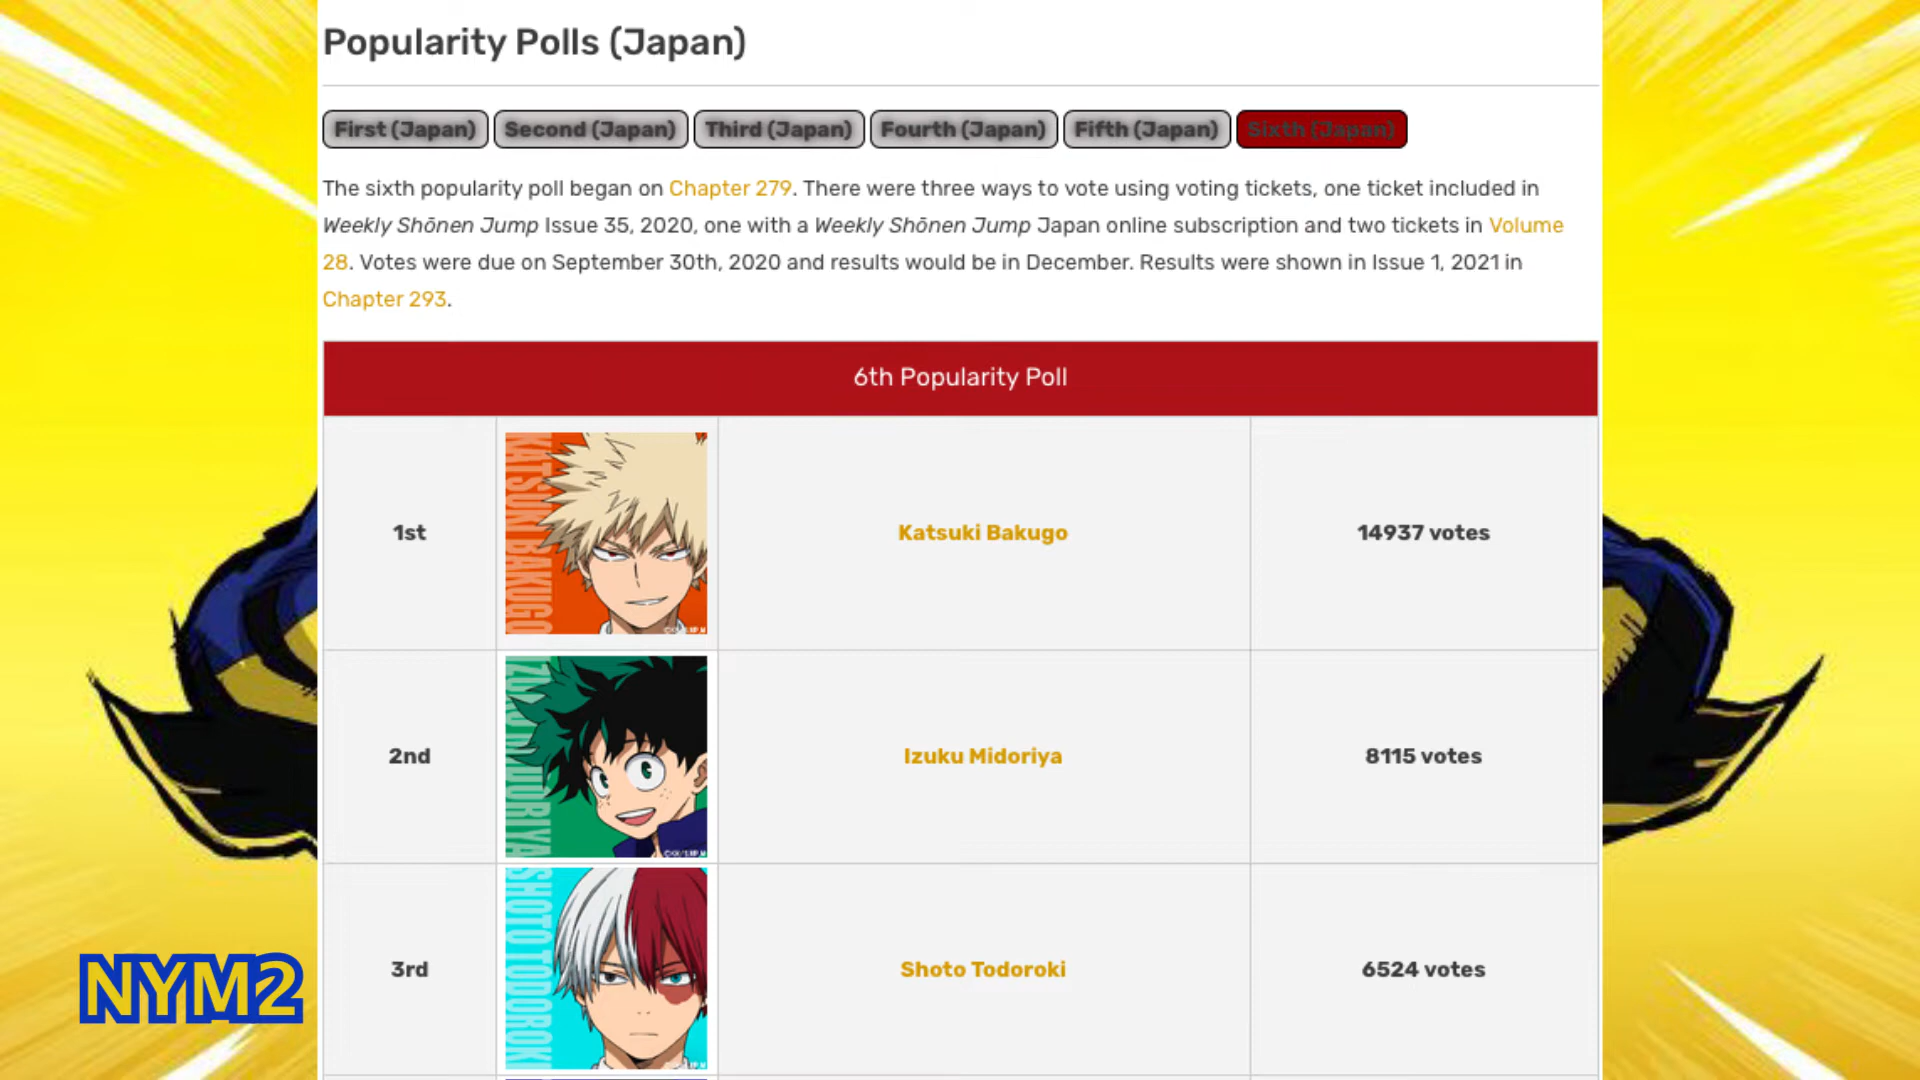 Popularity Polls (Japan)
First (Japan) Second (Japan) Third (Japan) Fourth (Japan) Fifth (Japan) Sixth (Japan)
The sixth popularity poll began on Chapter 279. There were three ways to vote using voting tickets, one ticket included in
Weekly Shōnen Jump Issue 35, 2020, one with a Weekly Shōnen Jump Japan online subscription and two tickets in Volume
28. Votes were due on September 30th, 2020 and results would be in December. Results were shown in Issue 1, 2021 in
Chapter 293.
6th Popularity Poll
KATSUKI BAKUGO
1st Katsuki Bakugo 14937 votes
IZUKU MIDORIYA
2nd Izuku Midoriya 8115 votes
SHOTO TODOROKI
3rd Shoto Todoroki 6524 votes
NYM2